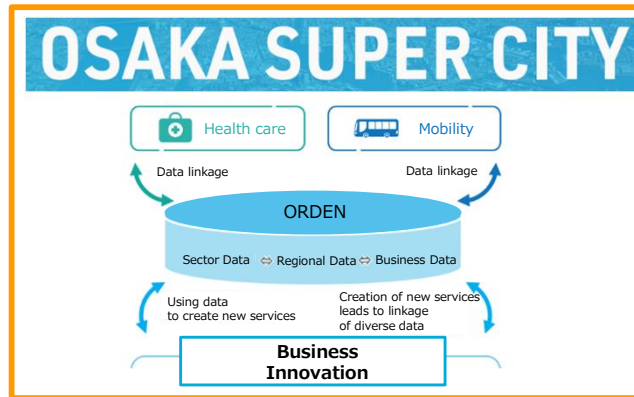 OSAKA SUPER CITY
Health care
Mobility
Data linkage
Data linkage
ORDEN
Sector Data ⇔ Regional Data ⇔ Business Data
Using data
to create new services
Creation of new services
leads to linkage
of diverse data
Business
Innovation